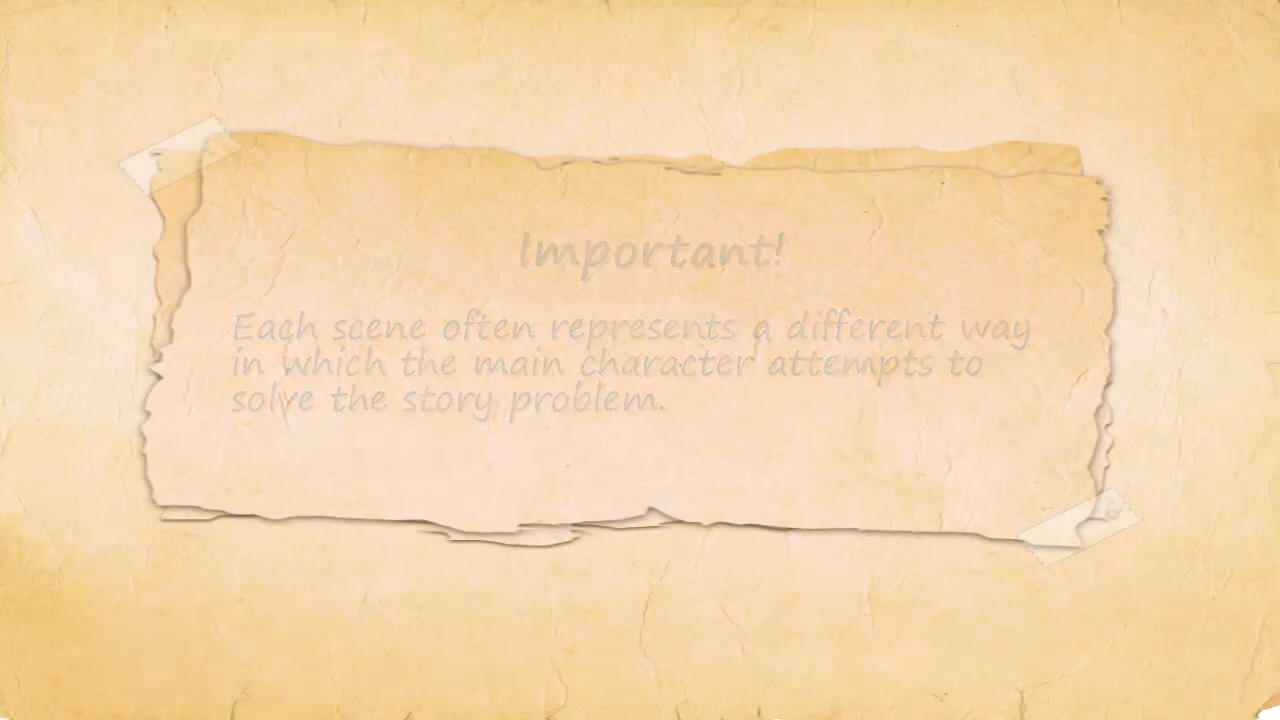 Important!
Each scene often represents a different way
in which the main character attempts to
solve the story problem.